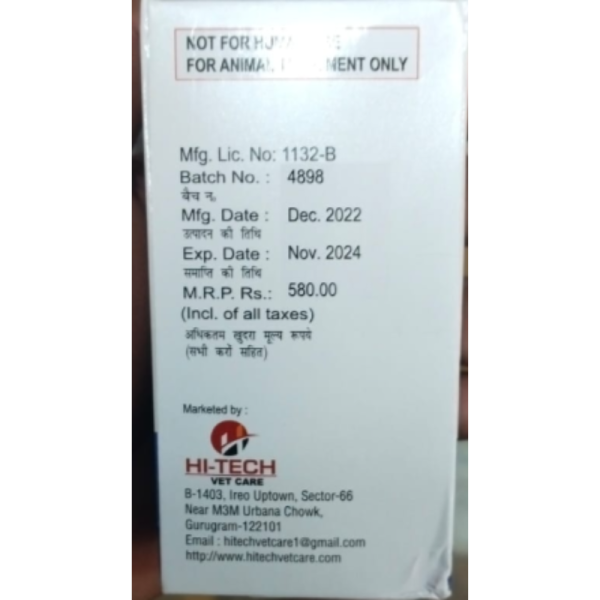 NOT FOR HUMAN USE
FOR ANIMAL TREATMENT ONLY
Mfg. Lic. No: 1132-B
Batch No. : 4898
बैच न.
Mfg. Date : Dec. 2022
उत्पादन की तिथि
Exp. Date : Nov. 2024
समाप्ति की तिथि
M.R.P. Rs.: 580.00
(Incl. of all taxes)
अधिकतम खुदरा मूल्य रूपये
(सभी करों सहित)
Marketed by :
HI-TECH
VET CARE
B-1403, Ireo Uptown, Sector-66
Near M3M Urbana Chowk,
Gurugram-122101
Email : hitechvetcare1@gmail.com
http://www.hitechvetcare.com